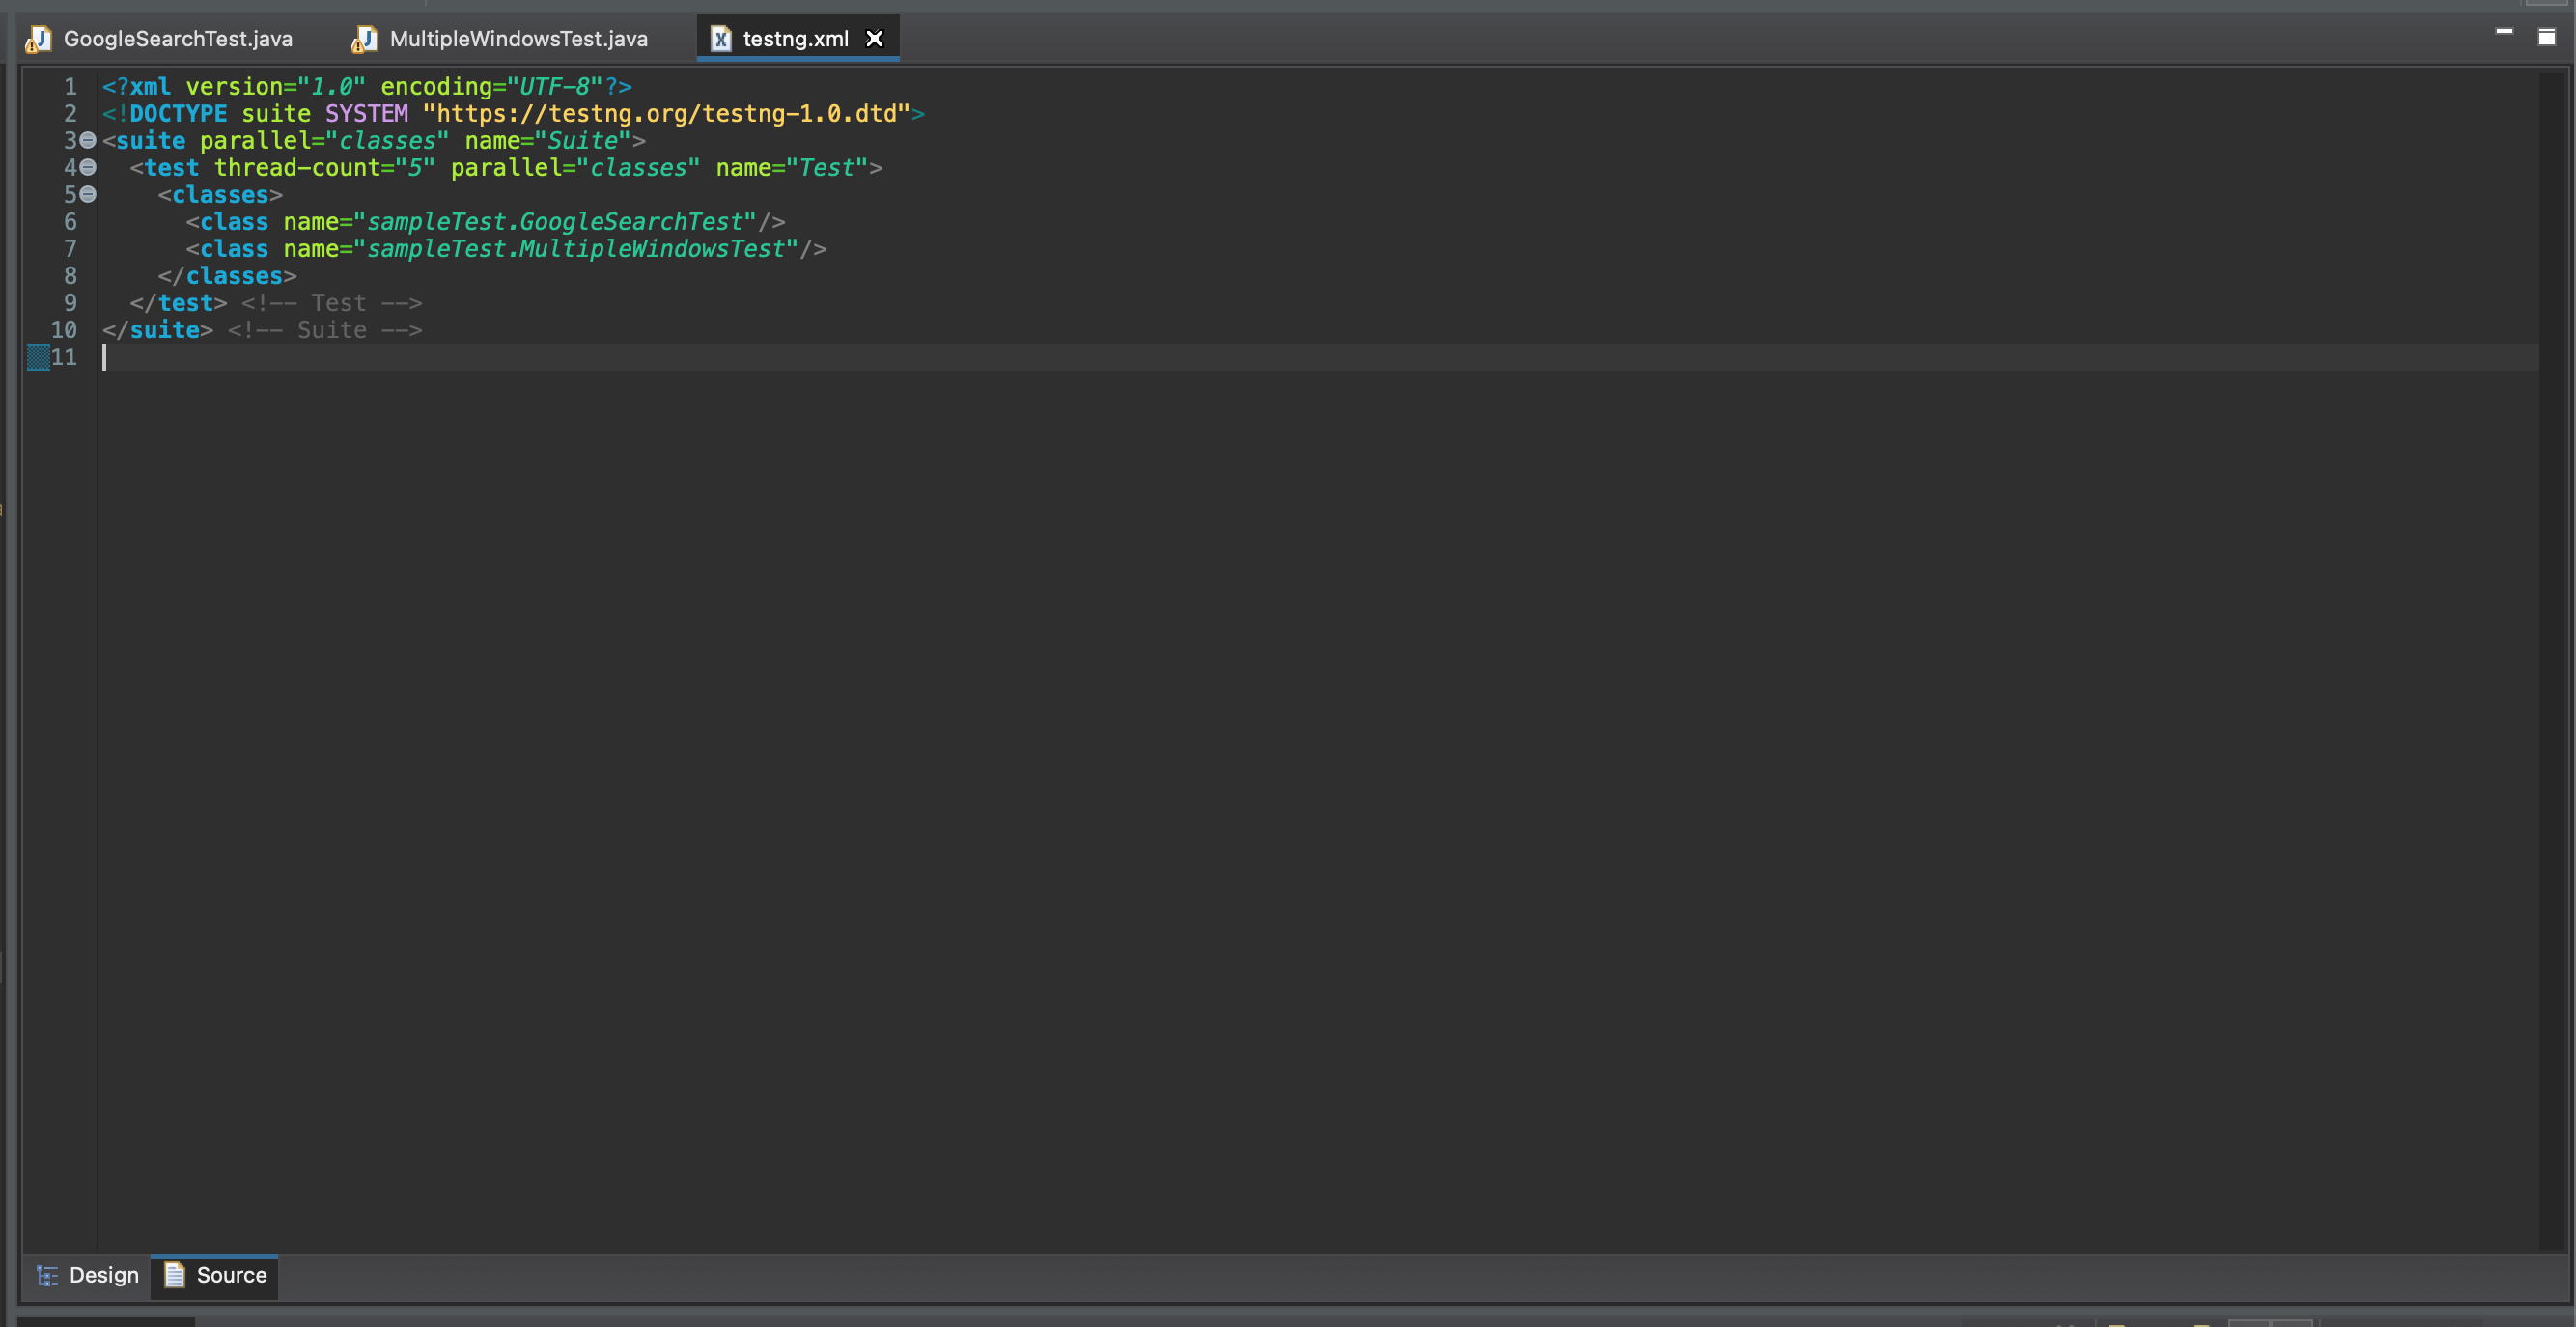 GoogleSearchTest.java MultipleWindowsTest.java testng.xml
1 <?xml version="1.0" encoding="UTF-8"?>
2 <!DOCTYPE suite SYSTEM "https://testng.org/testng-1.0.dtd">
3 <suite parallel="classes" name="Suite">
4   <test thread-count="5" parallel="classes" name="Test">
5     <classes>
6       <class name="sampleTest.GoogleSearchTest"/>
7       <class name="sampleTest.MultipleWindowsTest"/>
8     </classes>
9   </test> <!-- Test -->
10 </suite> <!-- Suite -->
11
Design Source